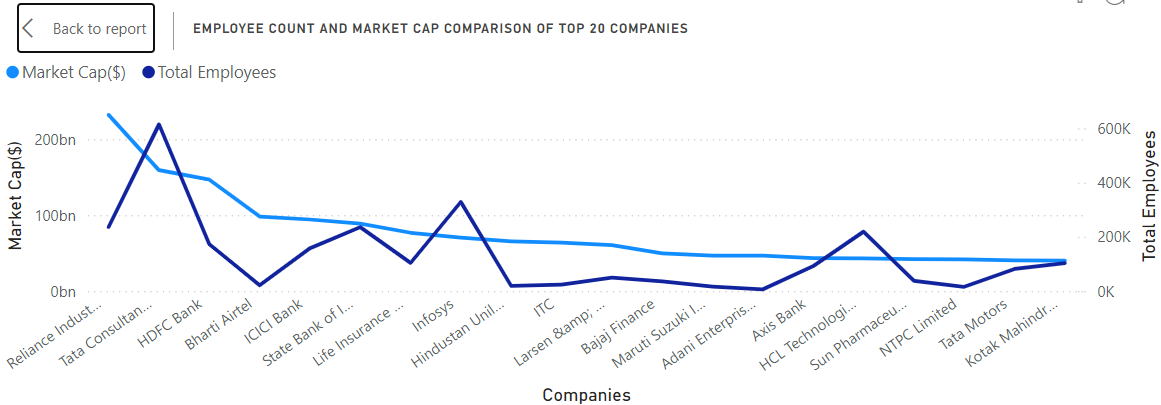 Back to report
EMPLOYEE COUNT AND MARKET CAP COMPARISON OF TOP 20 COMPANIES
Market Cap($) Total Employees
Market Cap($)
200bn
100bn
0bn
600K
400K
200K
0K
Total Employees
Reliance Indust...
Tata Consultan...
HDFC Bank
Bharti Airtel
ICICI Bank
State Bank of I...
Life Insurance ...
Infosys
Hindustan Unil...
ITC
Larsen &amp; ...
Bajaj Finance
Maruti Suzuki I...
Adani Enterpris...
Axis Bank
HCL Technologi...
Sun Pharmaceu...
NTPC Limited
Tata Motors
Kotak Mahindr...
Companies